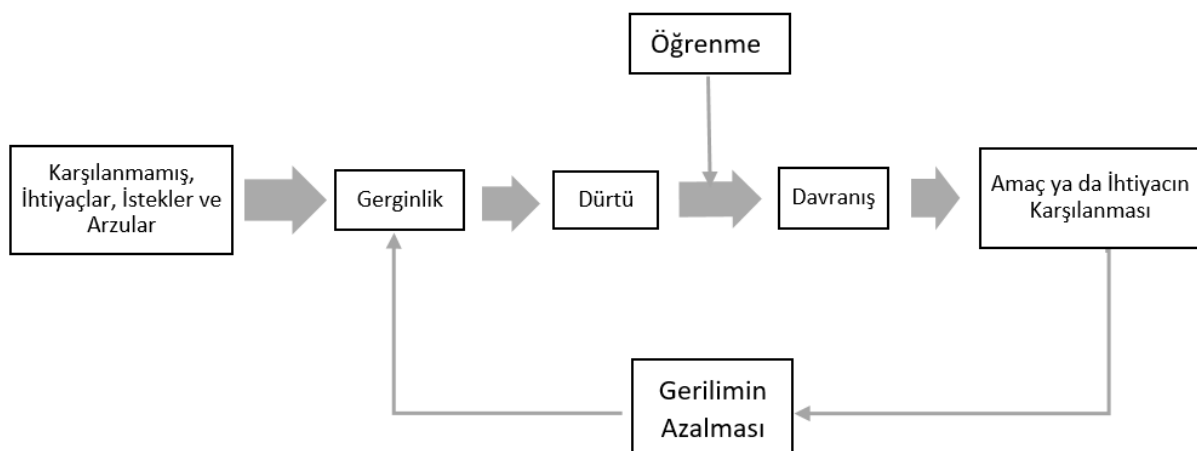 Öğrenme
Karşılanmamış,
İhtiyaçlar, İstekler ve
Arzular
Gerginlik
Dürtü
Davranış
Amaç ya da İhtiyacın
Karşılanması
Gerilimin
Azalması